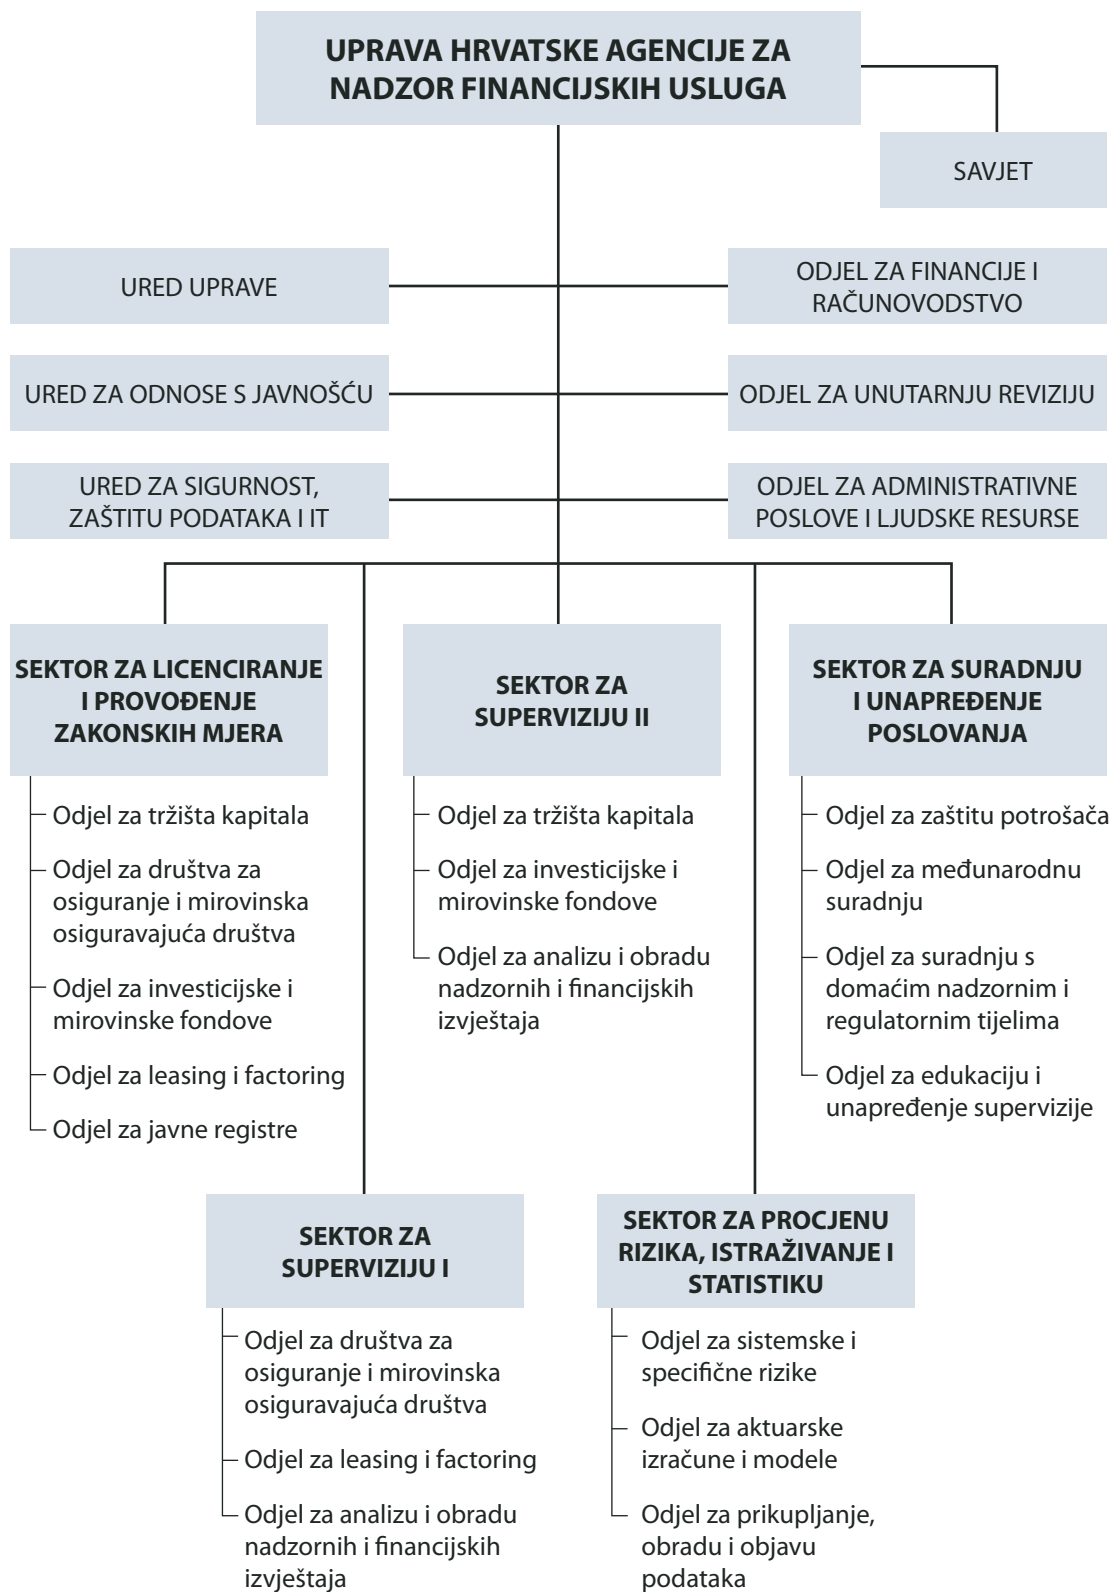 UPRAVA HRVATSKE AGENCIJE ZA
NADZOR FINANCIJSKIH USLUGA
SAVJET
URED UPRAVE
ODJEL ZA FINANCIJE I
RAČUNOVODSTVO
URED ZA ODNOSE S JAVNOŠĆU
ODJEL ZA UNUTARNJU REVIZIJU
URED ZA SIGURNOST,
ZAŠTITU PODATAKA I IT
ODJEL ZA ADMINISTRATIVNE
POSLOVE I LJUDSKE RESURSE
SEKTOR ZA LICENCIRANJE
I PROVOĐENJE
ZAKONSKIH MJERA
Odjel za tržišta kapitala
Odjel za društva za
osiguranje i mirovinska
osiguravajuća društva
Odjel za investicijske i
mirovinske fondove
Odjel za leasing i factoring
Odjel za javne registre
SEKTOR ZA
SUPERVIZIJU II
Odjel za tržišta kapitala
Odjel za investicijske i
mirovinske fondove
Odjel za analizu i obradu
nadzornih i financijskih
izvještaja
SEKTOR ZA SURADNJU
I UNAPREĐENJE
POSLOVANJA
Odjel za zaštitu potrošača
Odjel za međunarodnu
suradnju
Odjel za suradnju s
domaćim nadzornim i
regulatornim tijelima
Odjel za edukaciju i
unapređenje supervizije
SEKTOR ZA
SUPERVIZIJU I
Odjel za društva za
osiguranje i mirovinska
osiguravajuća društva
Odjel za leasing i factoring
Odjel za analizu i obradu
nadzornih i financijskih
izvještaja
SEKTOR ZA PROCJENU
RIZIKA, ISTRAŽIVANJE I
STATISTIKU
Odjel za sistemske i
specifične rizike
Odjel za aktuarske
izračune i modele
Odjel za prikupljanje,
obradu i objavu
podataka